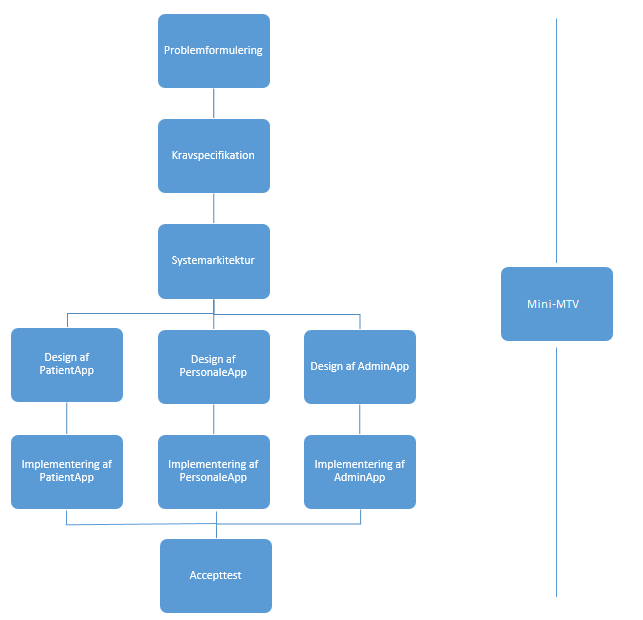 Problemformulering
Kravspecifikation
Systemarkitektur
Mini-MTV
Design af
PatientApp
Design af
PersonaleApp
Design af AdminApp
Implementering af
PatientApp
Implementering af
PersonaleApp
Implementering af
AdminApp
Accepttest